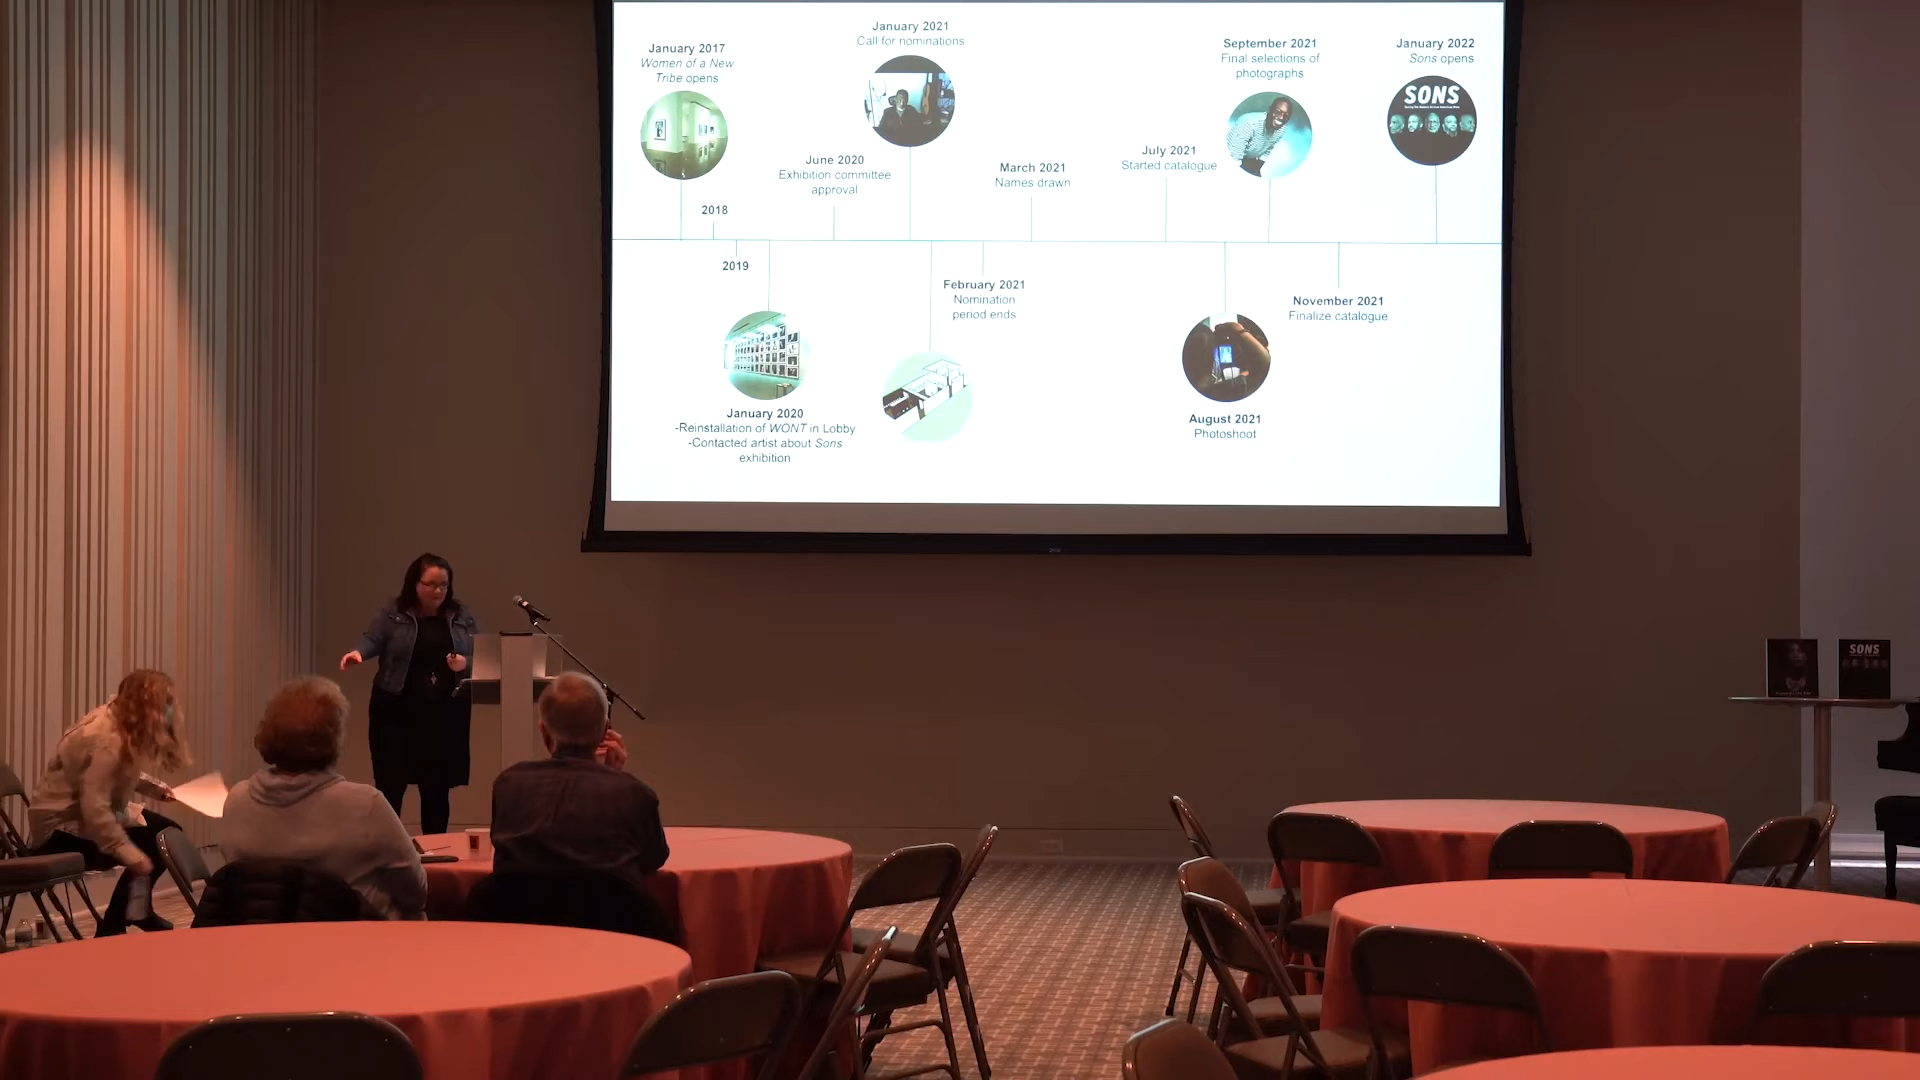 January 2017
Women of a New
Tribe opens
2018
2019
January 2020
-Reinstallation of WONT in Lobby
-Contacted artist about Sons
exhibition
June 2020
Exhibition committee
approval
January 2021
Call for nominations
February 2021
Nomination
period ends
March 2021
Names drawn
July 2021
Started catalogue
August 2021
Photoshoot
September 2021
Final selections of
photographs
November 2021
Finalize catalogue
January 2022
Sons opens
SONS
SONS